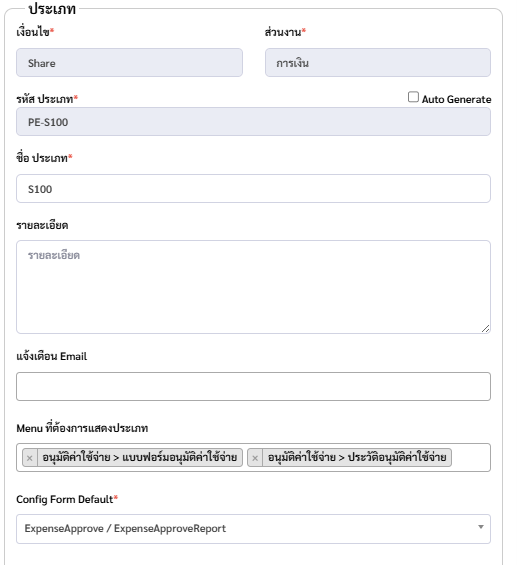 ประเภท
เงื่อนไข* ส่วนงาน*
Share การเงิน
รหัส ประเภท* Auto Generate
PE-S100
ชื่อ ประเภท*
S100
รายละเอียด
รายละเอียด
แจ้งเตือน Email
Menu ที่ต้องการแสดงประเภท
× อนุมัติค่าใช้จ่าย > แบบฟอร์มอนุมัติค่าใช้จ่าย × อนุมัติค่าใช้จ่าย > ประวัติอนุมัติค่าใช้จ่าย
Config Form Default*
ExpenseApprove / ExpenseApproveReport